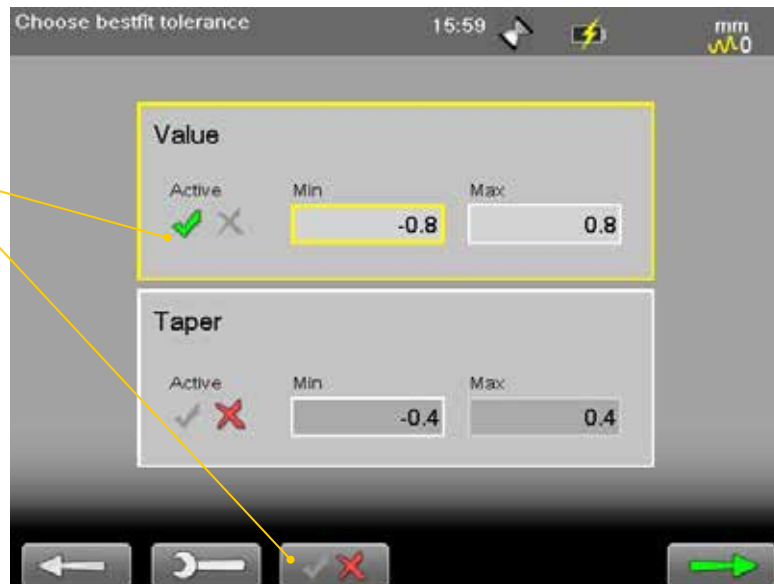 Choose bestfit tolerance 15:59 mm
0
Value
Active Min Max
-0.8 0.8
Taper
Active Min Max
-0.4 0.4